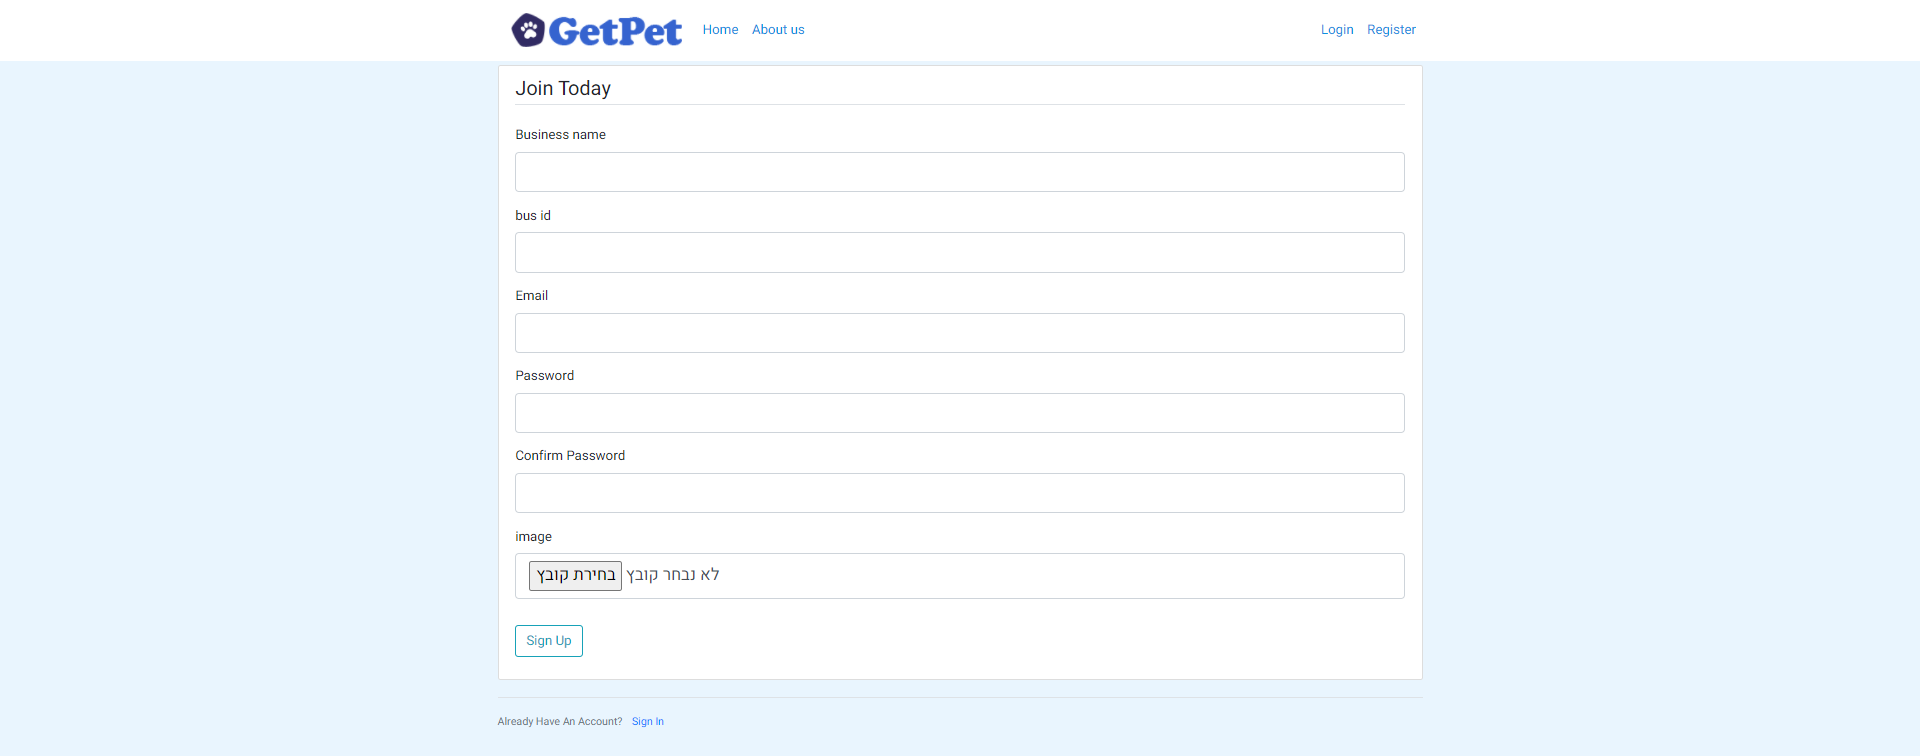 GetPet Home About us Login Register
Join Today
Business name
bus id
Email
Password
Confirm Password
image
בחירת קובץ לא נבחר קובץ
Sign Up
Already Have An Account? Sign In